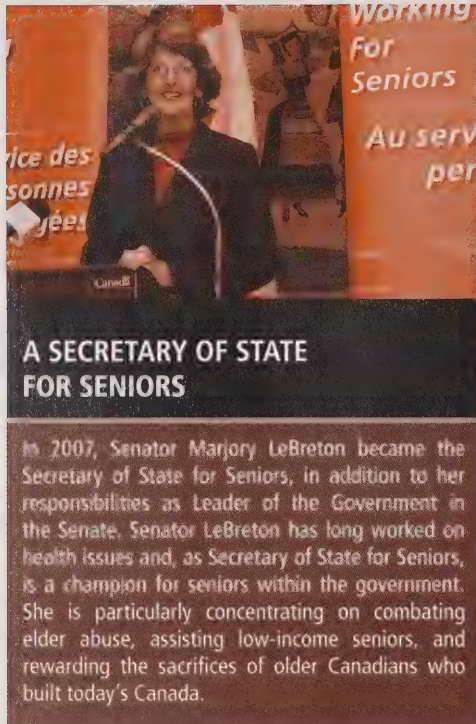 Working
For
Seniors
Au serv
per
vice des
sonnes
gées
Canada
A SECRETARY OF STATE
FOR SENIORS
In 2007, Senator Marjory LeBreton became the
Secretary of State for Seniors, in addition to her
responsibilities as Leader of the Government in
the Senate. Senator LeBreton has long worked on
health issues and, as Secretary of State for Seniors,
is a champion for seniors within the government.
She is particularly concentrating on combating
elder abuse, assisting low-income seniors, and
rewarding the sacrifices of older Canadians who
built today's Canada.